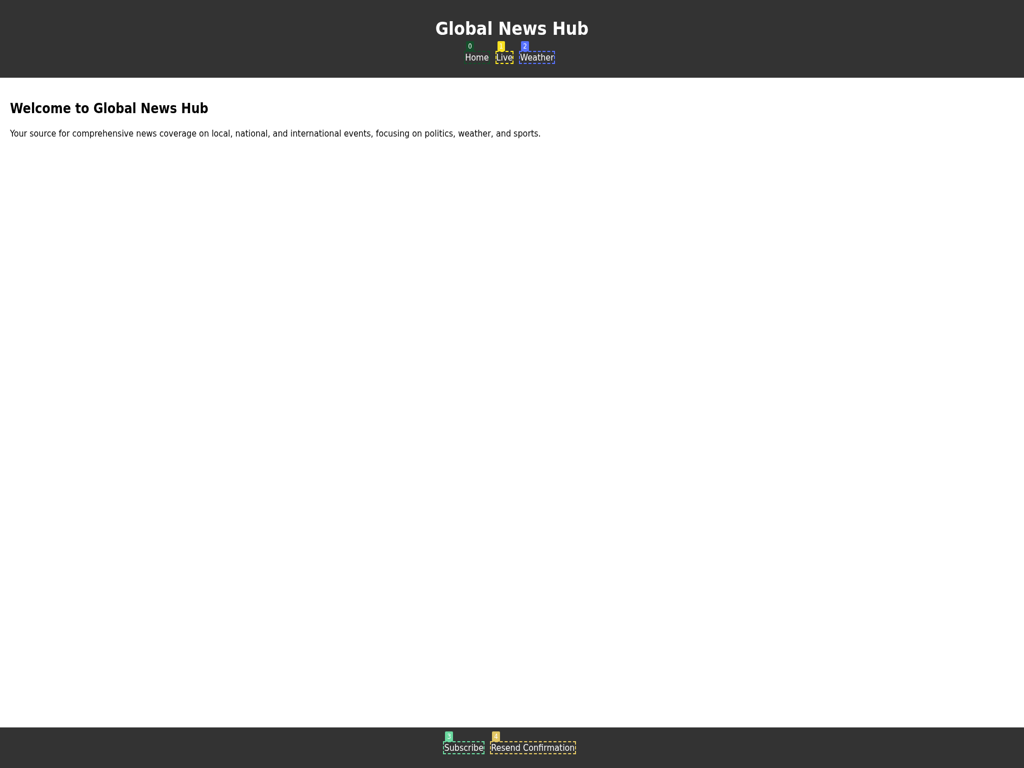 Global News Hub
0 1 2
Home Live Weather
Welcome to Global News Hub
Your source for comprehensive news coverage on local, national, and international events, focusing on politics, weather, and sports.
3 4
Subscribe Resend Confirmation